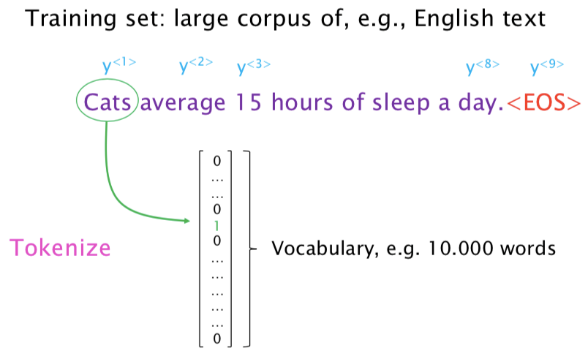 Training set: large corpus of, e.g., English text
y<1> y<2> y<3> y<8> y<9>
Cats average 15 hours of sleep a day.<EOS>
0
...
...
0
1
0
...
...
...
...
...
0
Tokenize
Vocabulary, e.g. 10.000 words